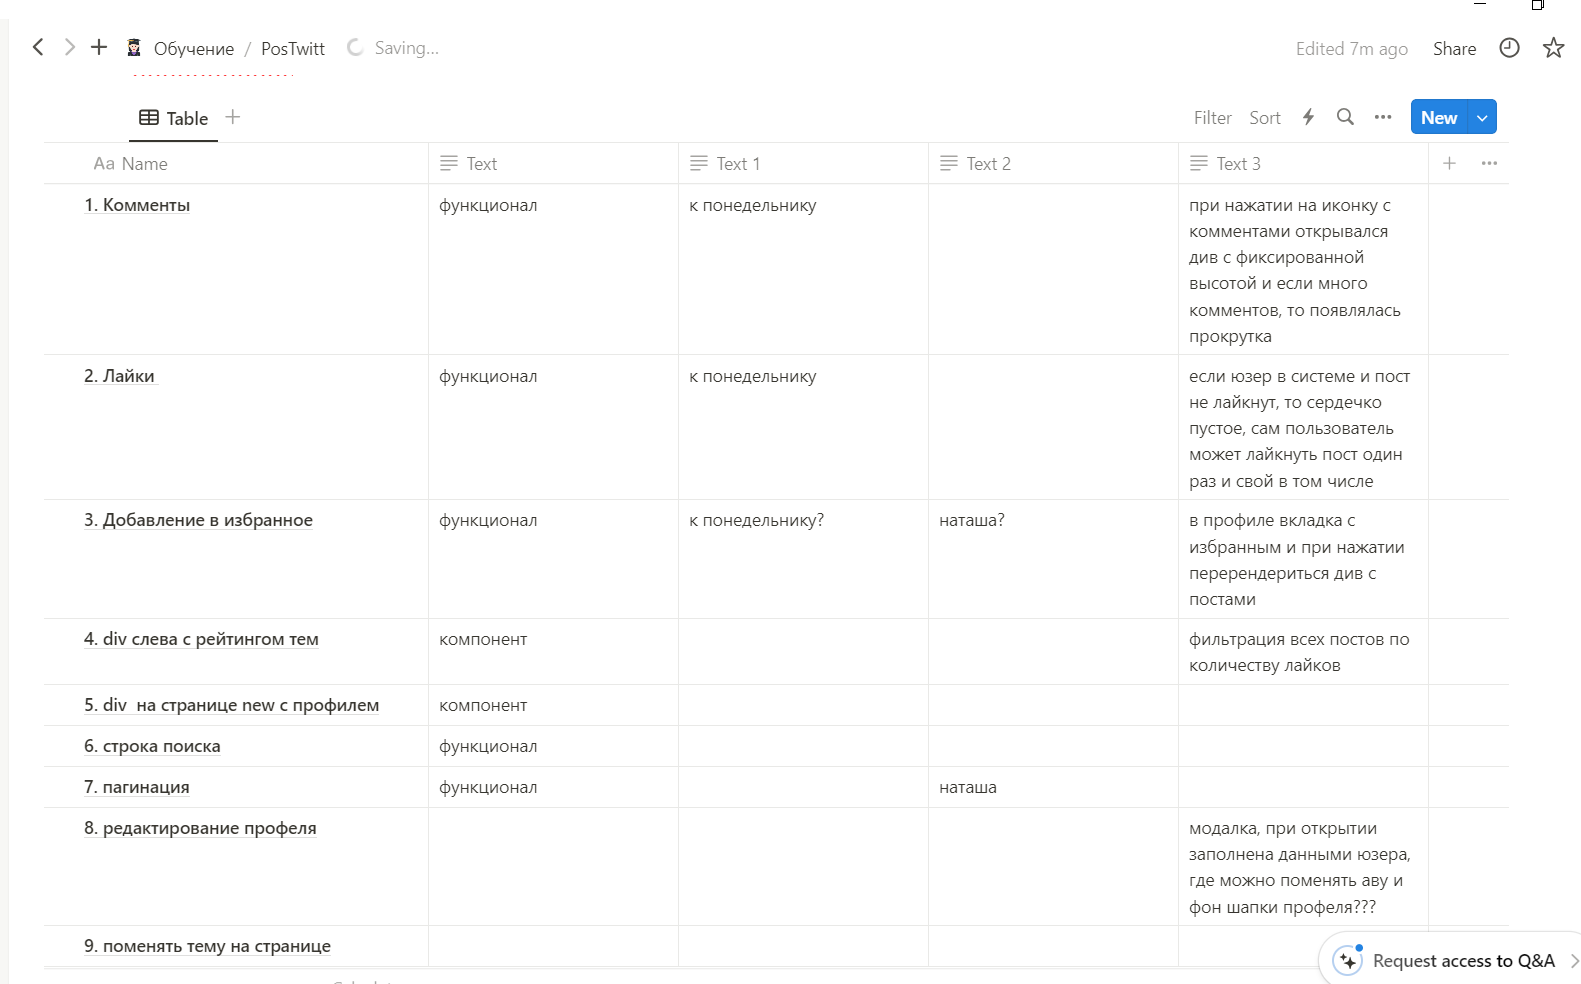 Обучение / PosTwitt Saving...
Edited 7m ago Share
Table
Filter Sort New
Aa Name Text Text 1 Text 2 Text 3
1. Комменты функционал к понедельнику при нажатии на иконку с
комментами открывался
див с фиксированной
высотой и если много
комментов, то появлялась
прокрутка
2. Лайки функционал к понедельнику если юзер в системе и пост
не лайкнут, то сердечко
пустое, сам пользователь
может лайкнуть пост один
раз и свой в том числе
3. Добавление в избранное функционал к понедельнику? наташа? в профиле вкладка с
избранным и при нажатии
перерендериться див с
постами
4. div слева с рейтингом тем компонент фильтрация всех постов по
количеству лайков
5. div на странице new с профилем компонент
6. строка поиска функционал
7. пагинация функционал наташа
8. редактирование профеля модалка, при открытии
заполнена данными юзера,
где можно поменять аву и
фон шапки профеля???
9. поменять тему на странице
Request access to Q&A